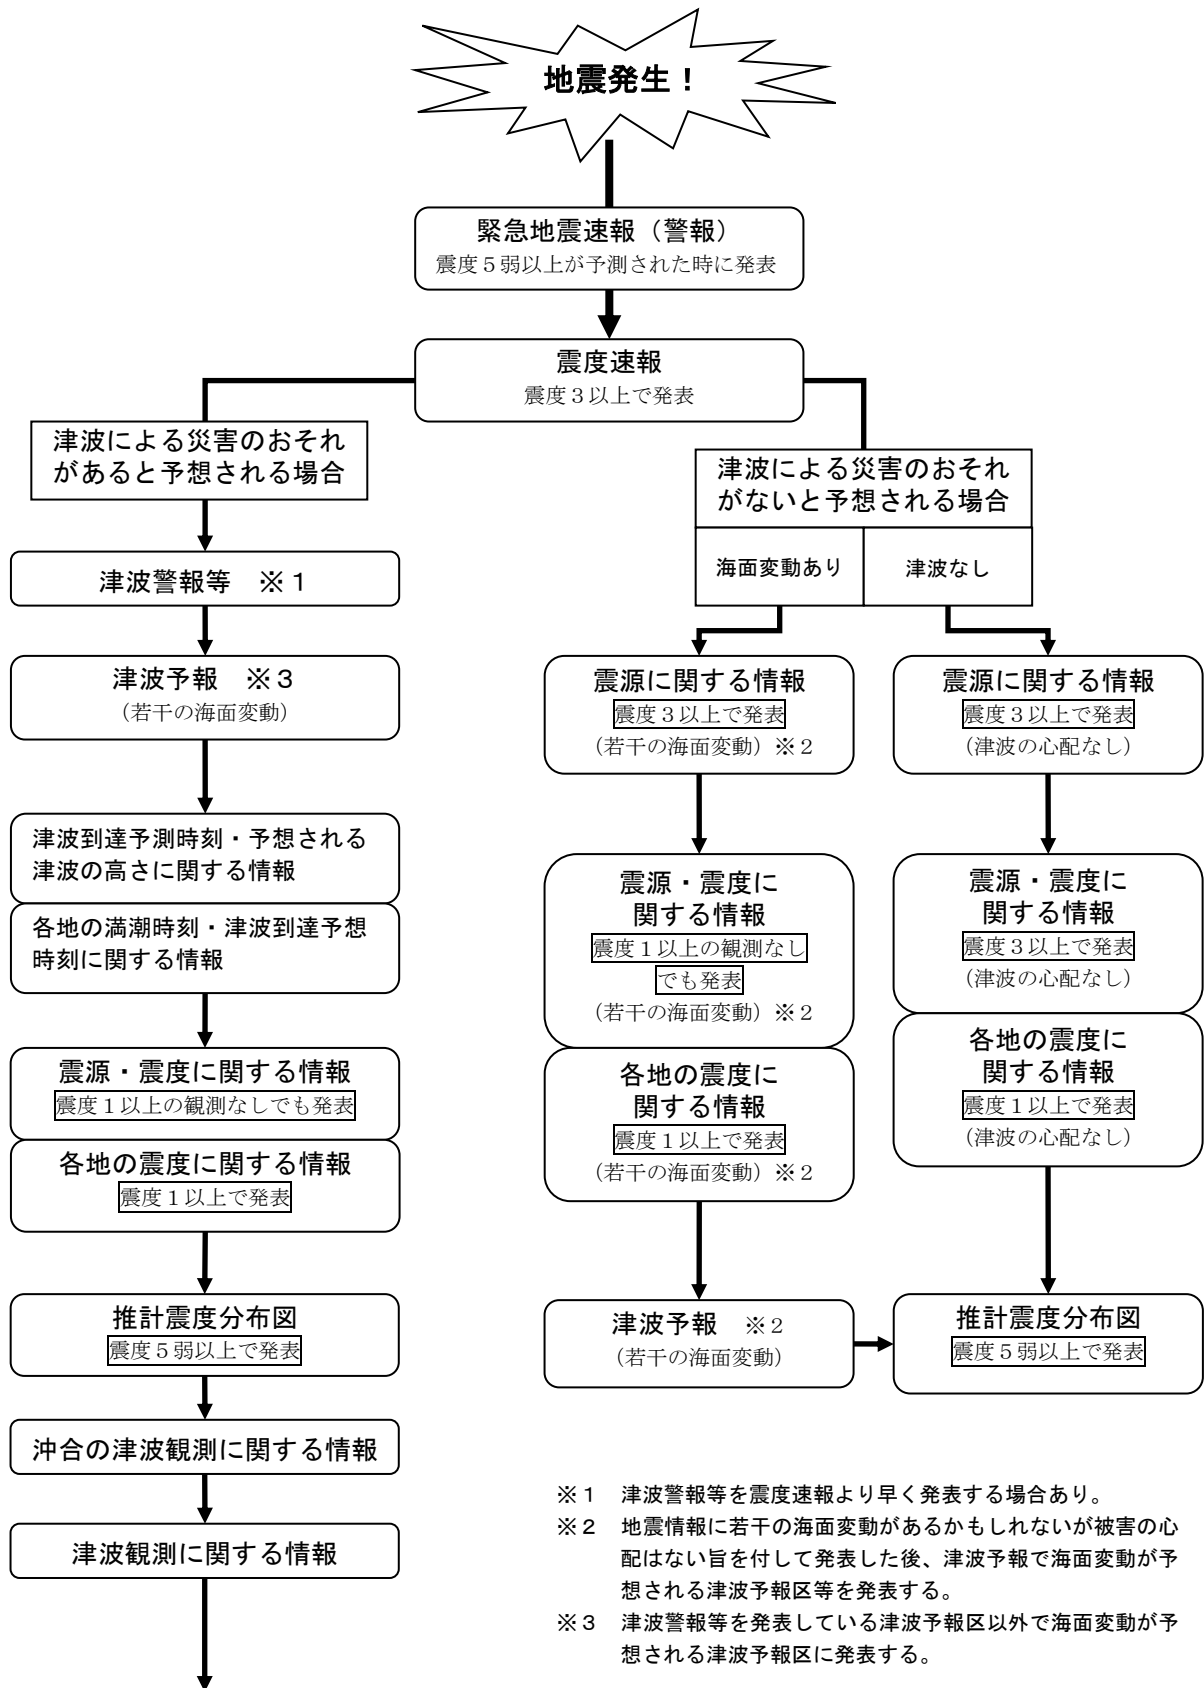 地震発生！
緊急地震速報（警報）
震度５弱以上が予測された時に発表
震度速報
震度３以上で発表
津波による災害のおそれ
があると予想される場合
津波警報等　※１
津波予報　※３
（若干の海面変動）
津波到達予測時刻・予想される
津波の高さに関する情報
各地の満潮時刻・津波到達予想
時刻に関する情報
震源・震度に関する情報
震度１以上の観測なしでも発表
各地の震度に関する情報
震度１以上で発表
推計震度分布図
震度５弱以上で発表
沖合の津波観測に関する情報
津波観測に関する情報
津波による災害のおそれ
がないと予想される場合
海面変動あり
津波なし
震源に関する情報
震度３以上で発表
（若干の海面変動）※２
震源・震度に
関する情報
震度１以上の観測なし
でも発表
（若干の海面変動）※２
各地の震度に
関する情報
震度１以上で発表
（若干の海面変動）※２
津波予報　※２
（若干の海面変動）
震源に関する情報
震度３以上で発表
（津波の心配なし）
震源・震度に
関する情報
震度３以上で発表
（津波の心配なし）
各地の震度に
関する情報
震度１以上で発表
（津波の心配なし）
推計震度分布図
震度５弱以上で発表
※１　津波警報等を震度速報より早く発表する場合あり。
※２　地震情報に若干の海面変動があるかもしれないが被害の心
配はない旨を付して発表した後、津波予報で海面変動が予
想される津波予報区等を発表する。
※３　津波警報等を発表している津波予報区以外で海面変動が予
想される津波予報区に発表する。